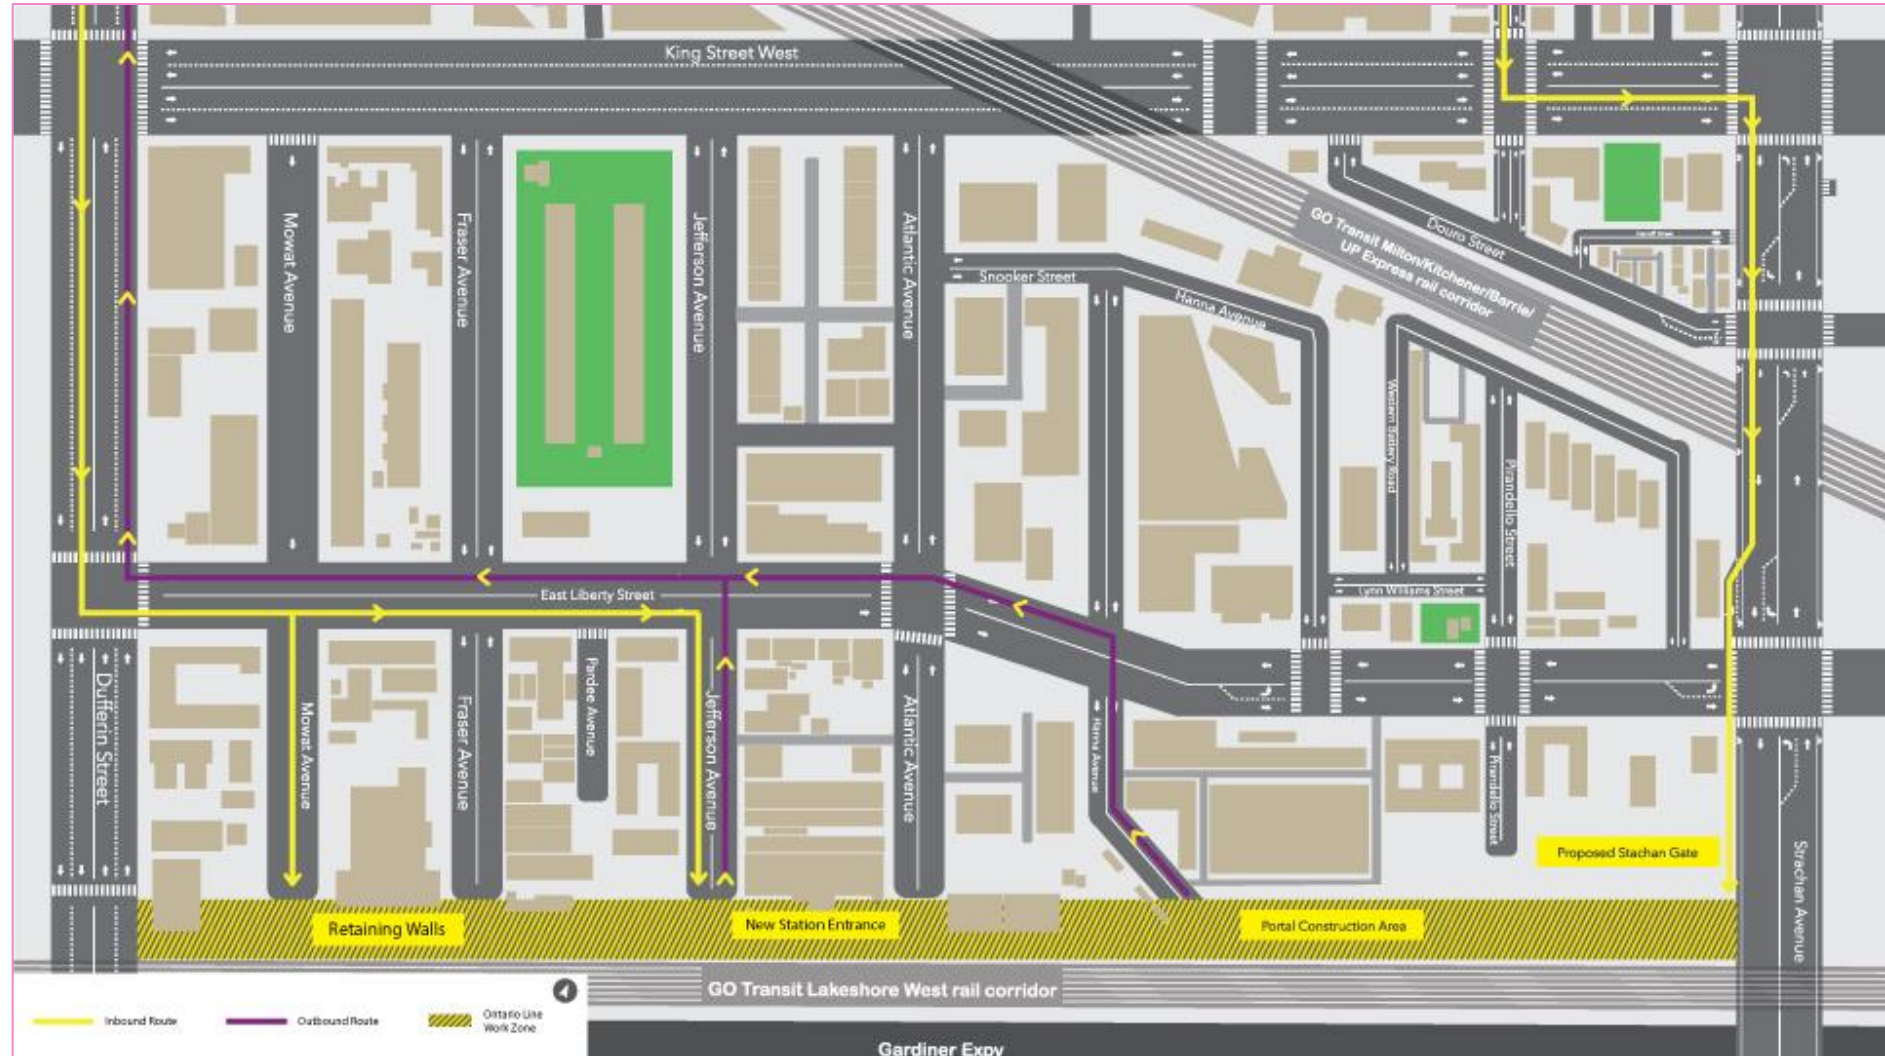 King Street West
Mowat Avenue
Fraser Avenue
Jefferson Avenue
Atlantic Avenue
Snooker Street
Hanna Avenue
GO Transit Milton/Kitchener/Barrie/
UP Express rail corridor
Douro Street
Western Battery Road
Pirandello Street
Lynn Williams Street
East Liberty Street
Dufferin Street
Mowat Avenue
Fraser Avenue
Pardee Avenue
Jefferson Avenue
Atlantic Avenue
Hanna Avenue
Pirandello Street
Strachan Avenue
Proposed Stachan Gate
Retaining Walls
New Station Entrance
Portal Construction Area
GO Transit Lakeshore West rail corridor
Gardiner Expy
Inbound Route
Outbound Route
Ontario Line
Work Zone